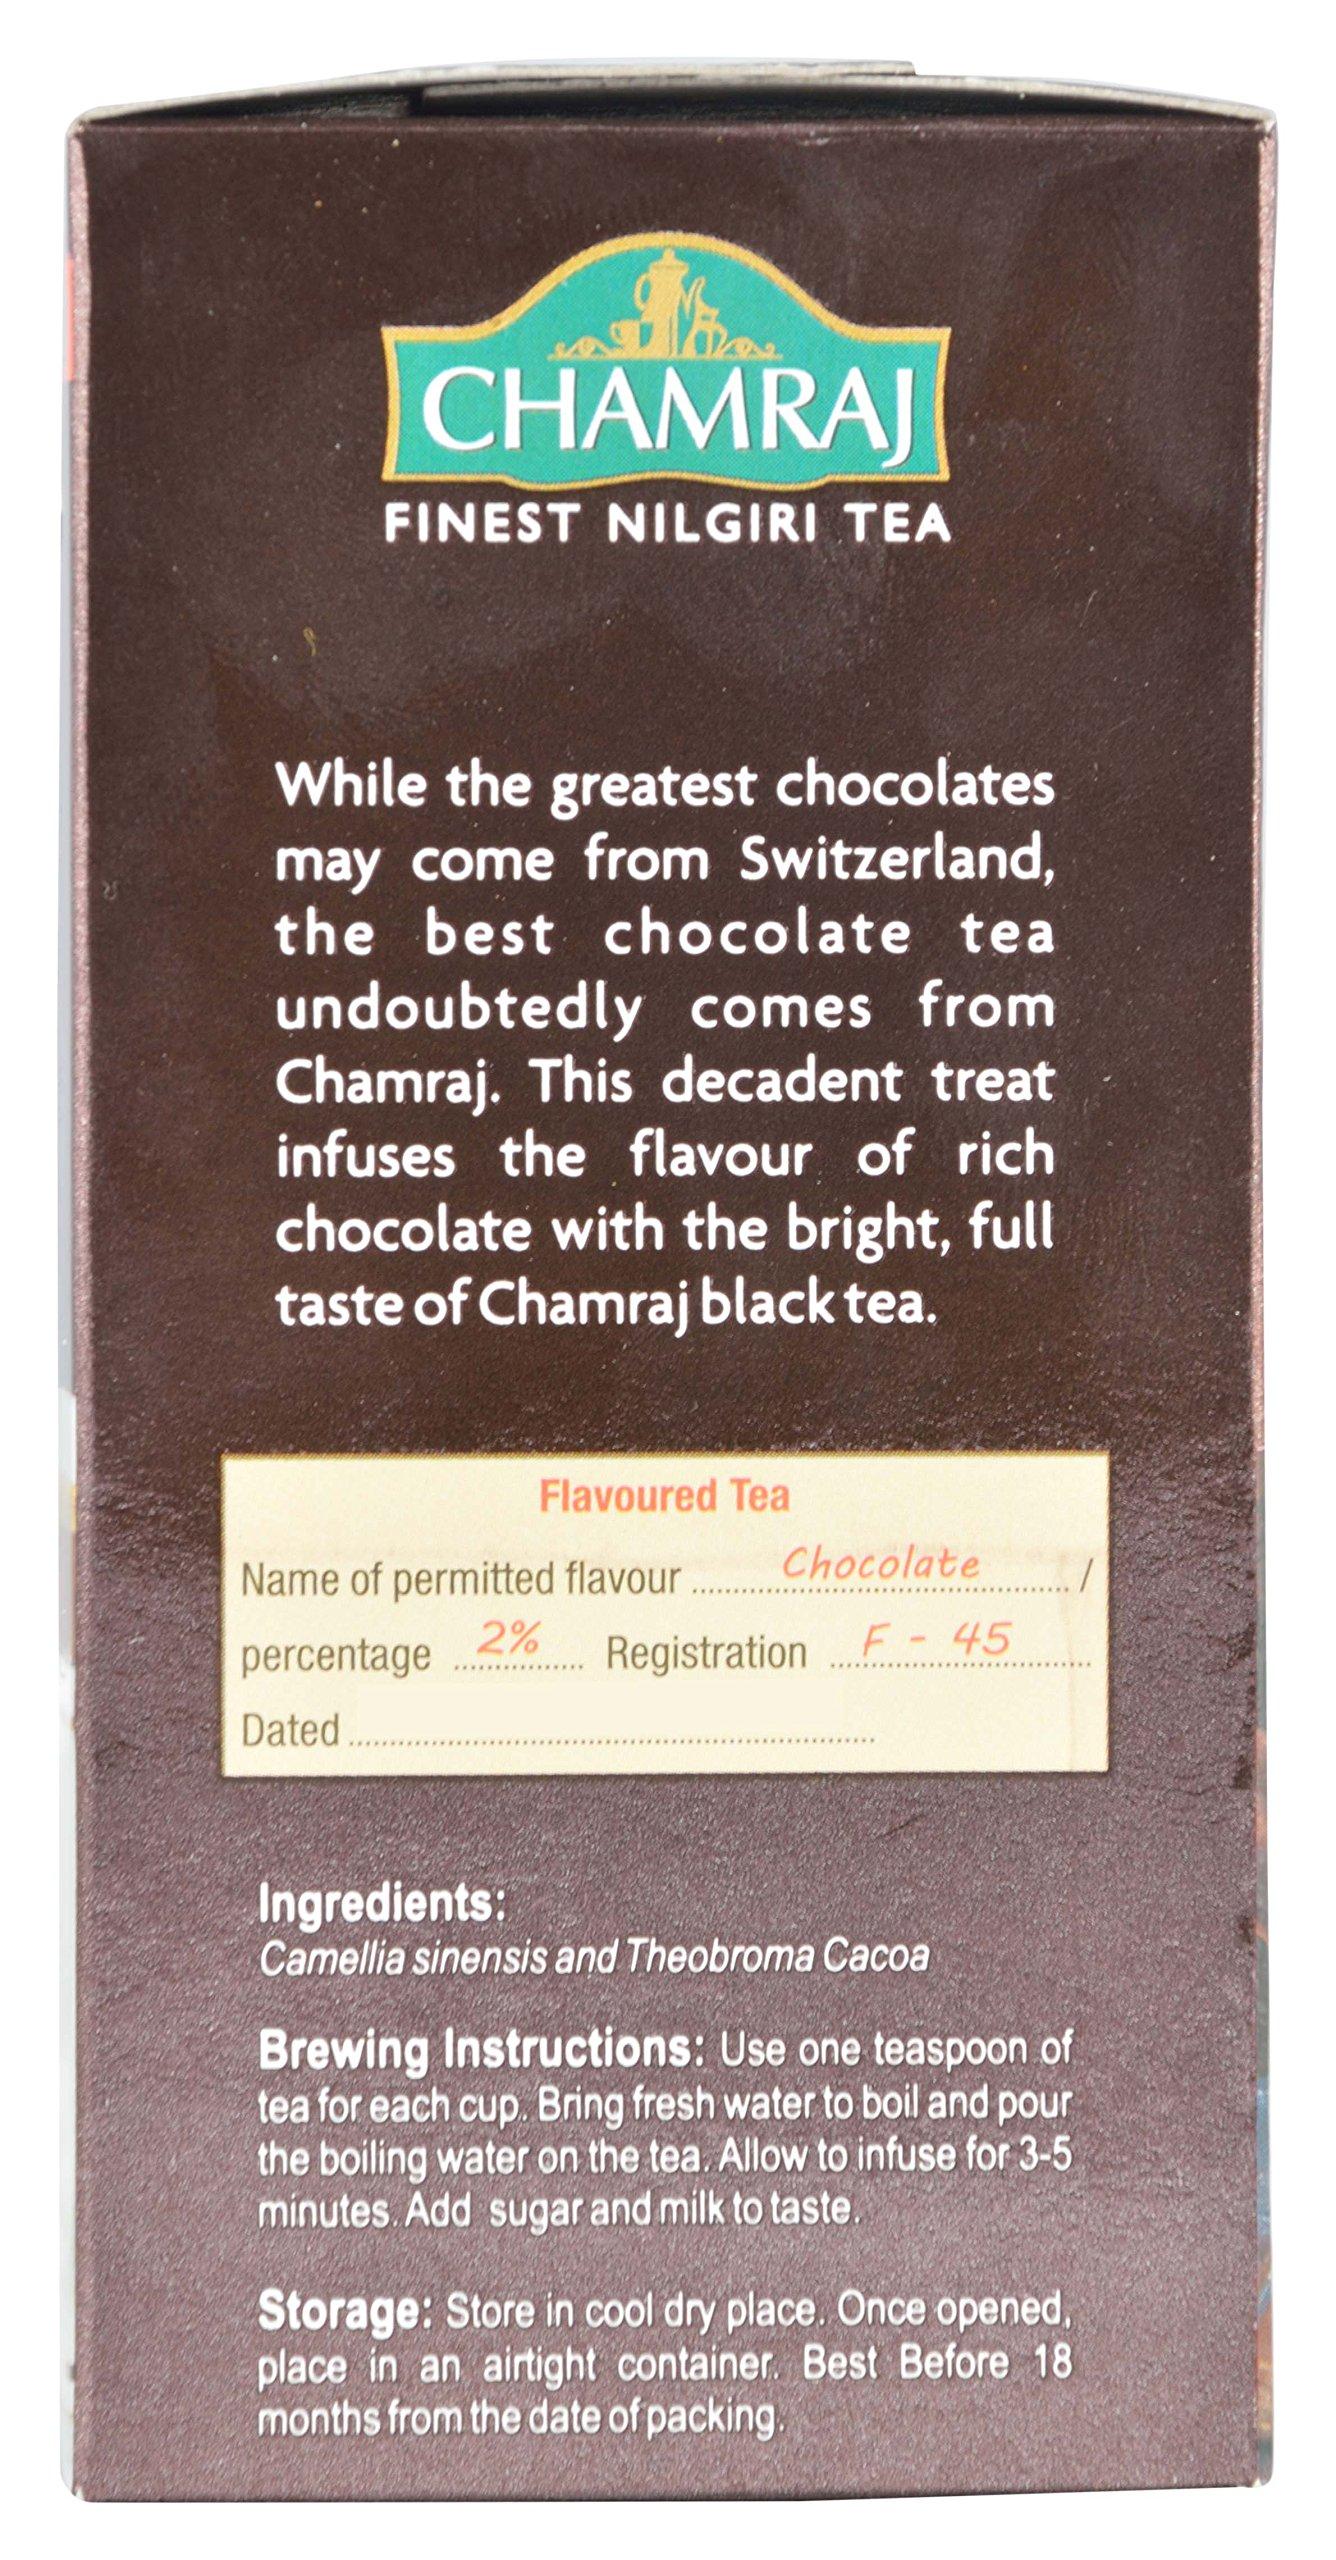 CHAMRAJ
FINEST NILGIRI TEA
While the greatest chocolates
may come from Switzerland,
the best chocolate tea
undoubtedly comes from
Chamraj. This decadent treat
infuses the flavour of rich
chocolate with the bright, full
taste of Chamraj black tea.
Flavoured Tea
Name of permitted flavour .......... Chocolate .......... /
percentage .... 2% .... Registration .... F - 45 ....
Dated ....................
Ingredients:
Camellia sinensis and Theobroma Cacoa
Brewing Instructions: Use one teaspoon of
tea for each cup. Bring fresh water to boil and pour
the boiling water on the tea. Allow to infuse for 3-5
minutes. Add sugar and milk to taste.
Storage: Store in cool dry place. Once opened,
place in an airtight container. Best Before 18
months from the date of packing.